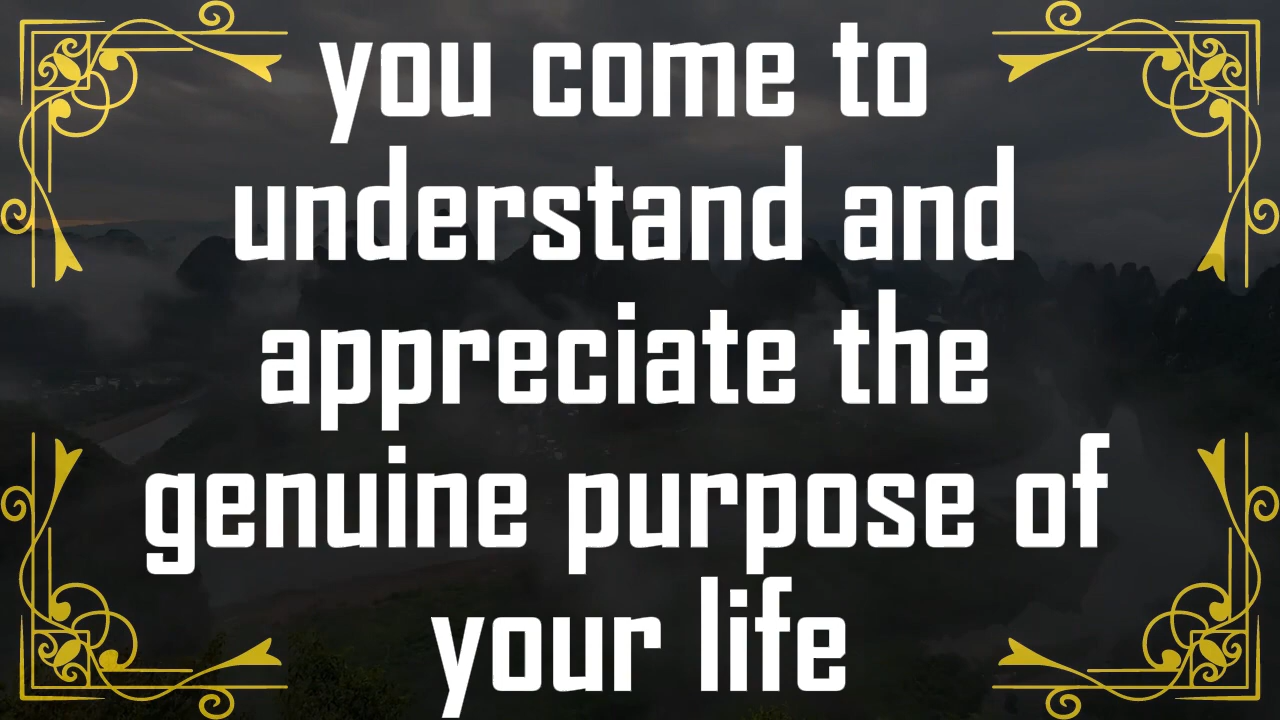 you come to
understand and
appreciate the
genuine purpose of
your life